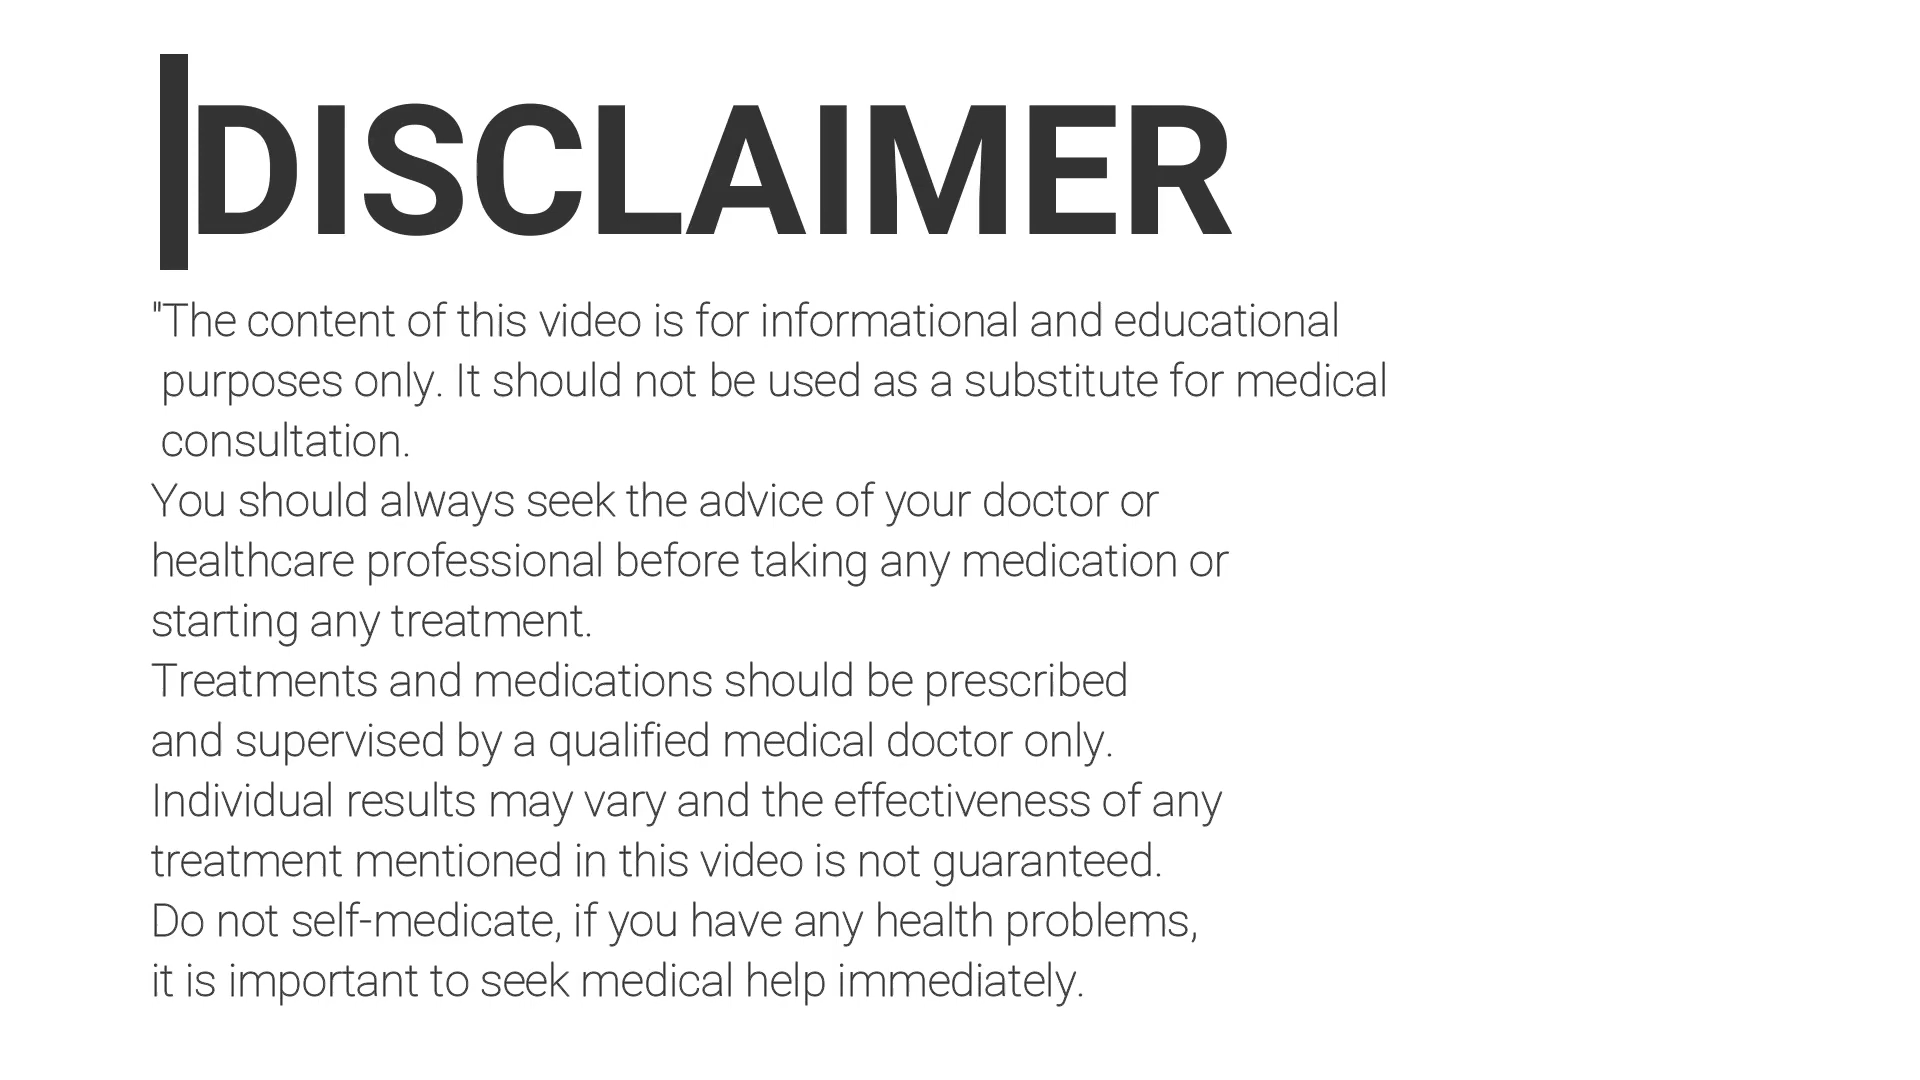 DISCLAIMER
"The content of this video is for informational and educational
purposes only. It should not be used as a substitute for medical
consultation.
You should always seek the advice of your doctor or
healthcare professional before taking any medication or
starting any treatment.
Treatments and medications should be prescribed
and supervised by a qualified medical doctor only.
Individual results may vary and the effectiveness of any
treatment mentioned in this video is not guaranteed.
Do not self-medicate, if you have any health problems,
it is important to seek medical help immediately.